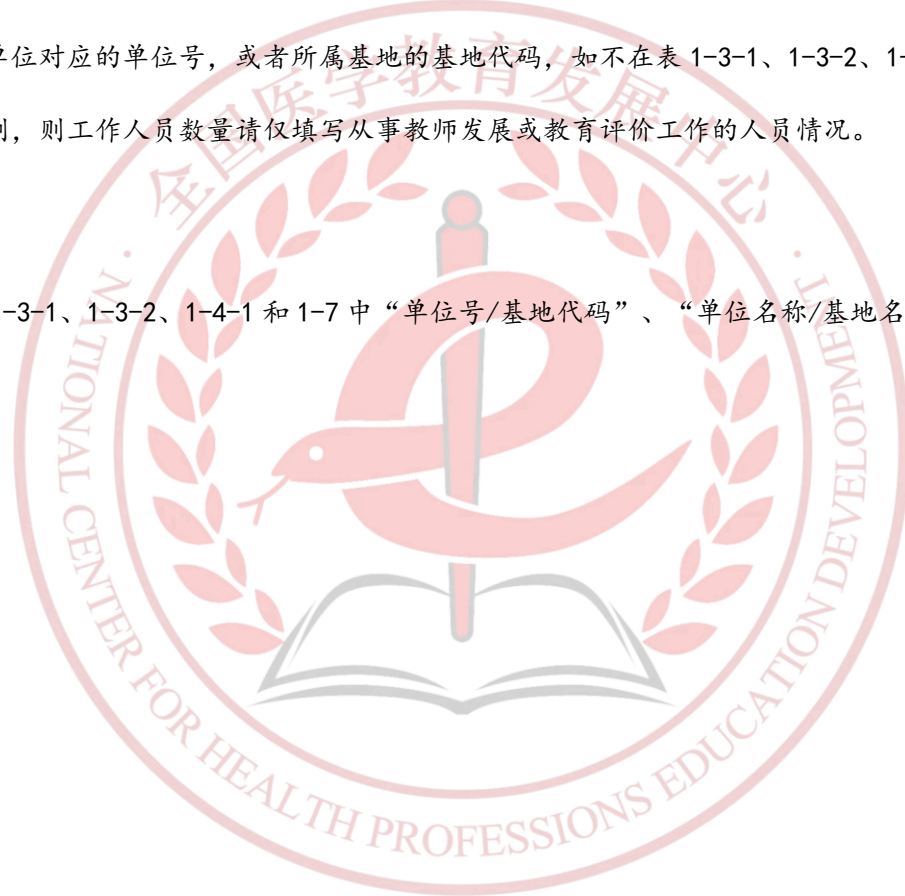 单位对应的单位号，或者所属基地的基地代码，如不在表 1-3-1、1-3-2、1-
则工作人员数量请仅填写从事教师发展或教育评价工作的人员情况。
-3-1、1-3-2、1-4-1 和 1-7 中“单位号/基地代码”、“单位名称/基地名
全国医学教育发展中心
NATIONAL CENTER FOR HEALTH PROFESSIONS EDUCATION DEVELOPMENT